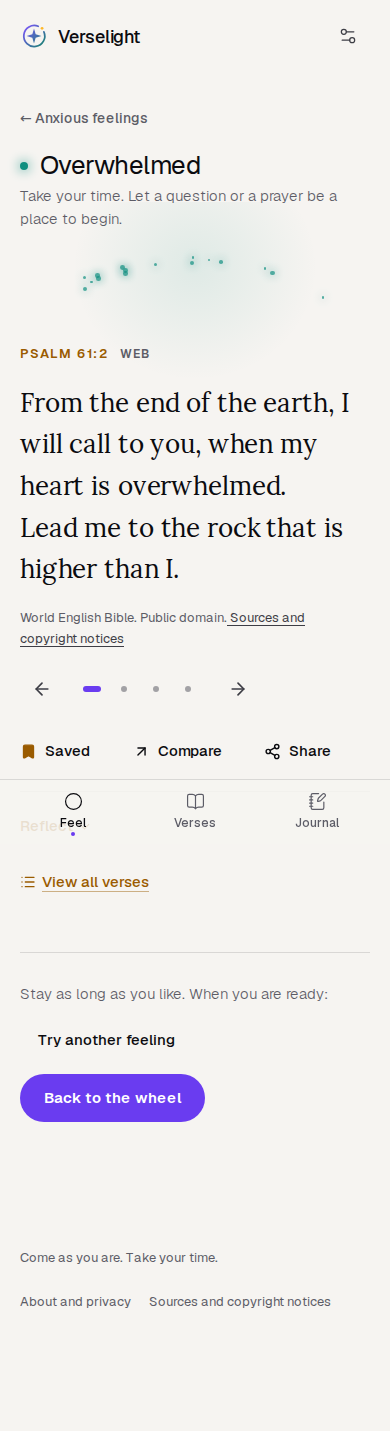 Verselight
← Anxious feelings
Overwhelmed
Take your time. Let a question or a prayer be a
place to begin.
PSALM 61:2 WEB
From the end of the earth, I
will call to you, when my
heart is overwhelmed.
Lead me to the rock that is
higher than I.
World English Bible. Public domain. Sources and
copyright notices
Saved Compare Share
Feel Verses Journal
View all verses
Stay as long as you like. When you are ready:
Try another feeling
Back to the wheel
Come as you are. Take your time.
About and privacy Sources and copyright notices